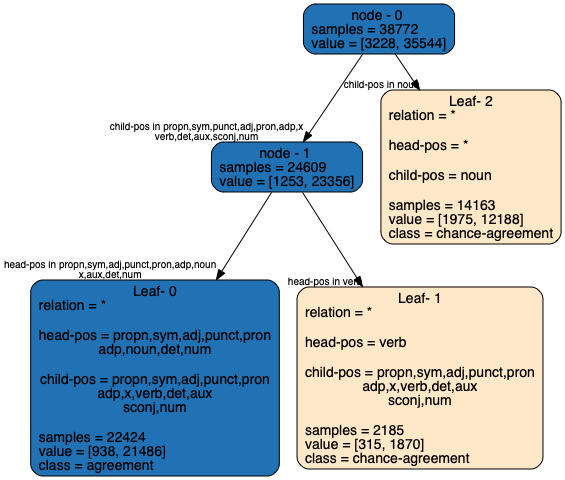 node - 0
samples = 38772
value = [3228, 35544]
child-pos in noun
Leaf- 2
relation = *
head-pos = *
child-pos = noun
samples = 14163
value = [1975, 12188]
class = chance-agreement
child-pos in propn,sym,punct,adj,pron,adp,x
verb,det,aux,sconj,num
node - 1
samples = 24609
value = [1253, 23356]
head-pos in propn,sym,adj,punct,pron,adp,noun
x,aux,det,num
Leaf- 0
relation = *
head-pos = propn,sym,adj,punct,pron
adp,noun,det,num
child-pos = propn,sym,adj,punct,pron
adp,x,verb,det,aux
sconj,num
samples = 22424
value = [938, 21486]
class = agreement
head-pos in verb
Leaf- 1
relation = *
head-pos = verb
child-pos = propn,sym,adj,punct,pron
adp,x,verb,det,aux
sconj,num
samples = 2185
value = [315, 1870]
class = chance-agreement